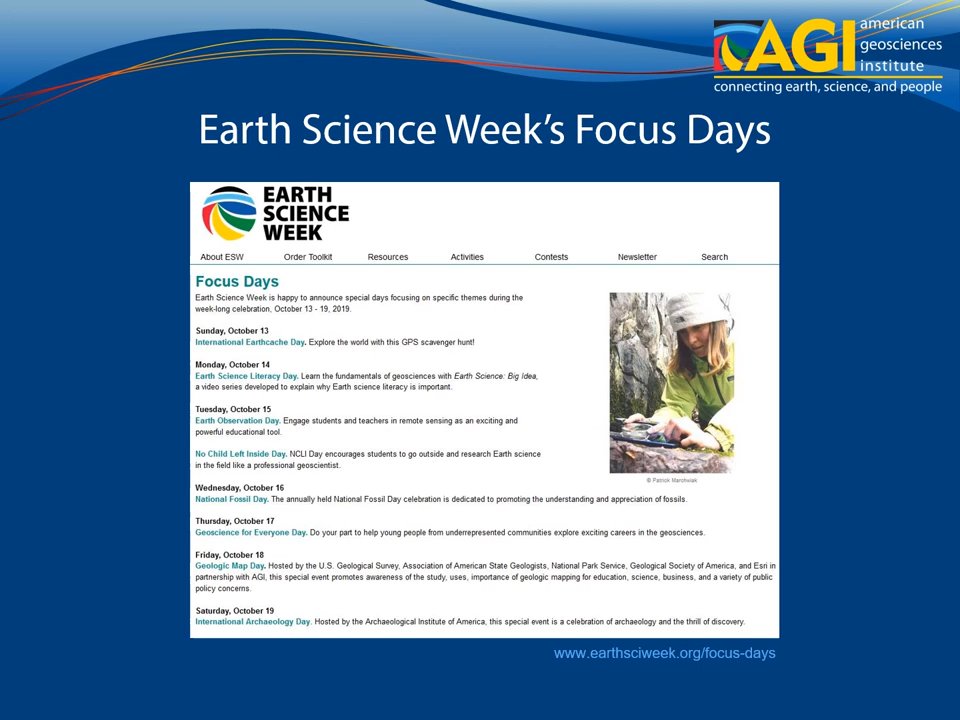 AGI american
geosciences
institute
connecting earth, science, and people
Earth Science Week’s Focus Days
EARTH
SCIENCE
WEEK
About ESW Order Toolkit Resources Activities Contests Newsletter Search
Focus Days
Earth Science Week is happy to announce special days focusing on specific themes during the
week-long celebration, October 13 - 19, 2019.
Sunday, October 13
International Earthcache Day. Explore the world with this GPS scavenger hunt!
Monday, October 14
Earth Science Literacy Day. Learn the fundamentals of geosciences with Earth Science: Big Idea,
a video series developed to explain why Earth science literacy is important.
Tuesday, October 15
Earth Observation Day. Engage students and teachers in remote sensing as an exciting and
powerful educational tool.
No Child Left Inside Day. NCLI Day encourages students to go outside and research Earth science
in the field like a professional geoscientist.
© Patrick Marchwiak
Wednesday, October 16
National Fossil Day. The annually held National Fossil Day celebration is dedicated to promoting the understanding and appreciation of fossils.
Thursday, October 17
Geoscience for Everyone Day. Do your part to help young people from underrepresented communities explore exciting careers in the geosciences.
Friday, October 18
Geologic Map Day. Hosted by the U.S. Geological Survey, Association of American State Geologists, National Park Service, Geological Society of America, and Esri in
partnership with AGI, this special event promotes awareness of the study, uses, importance of geologic mapping for education, science, business, and a variety of public
policy concerns.
Saturday, October 19
International Archaeology Day. Hosted by the Archaeological Institute of America, this special event is a celebration of archaeology and the thrill of discovery.
www.earthsciweek.org/focus-days